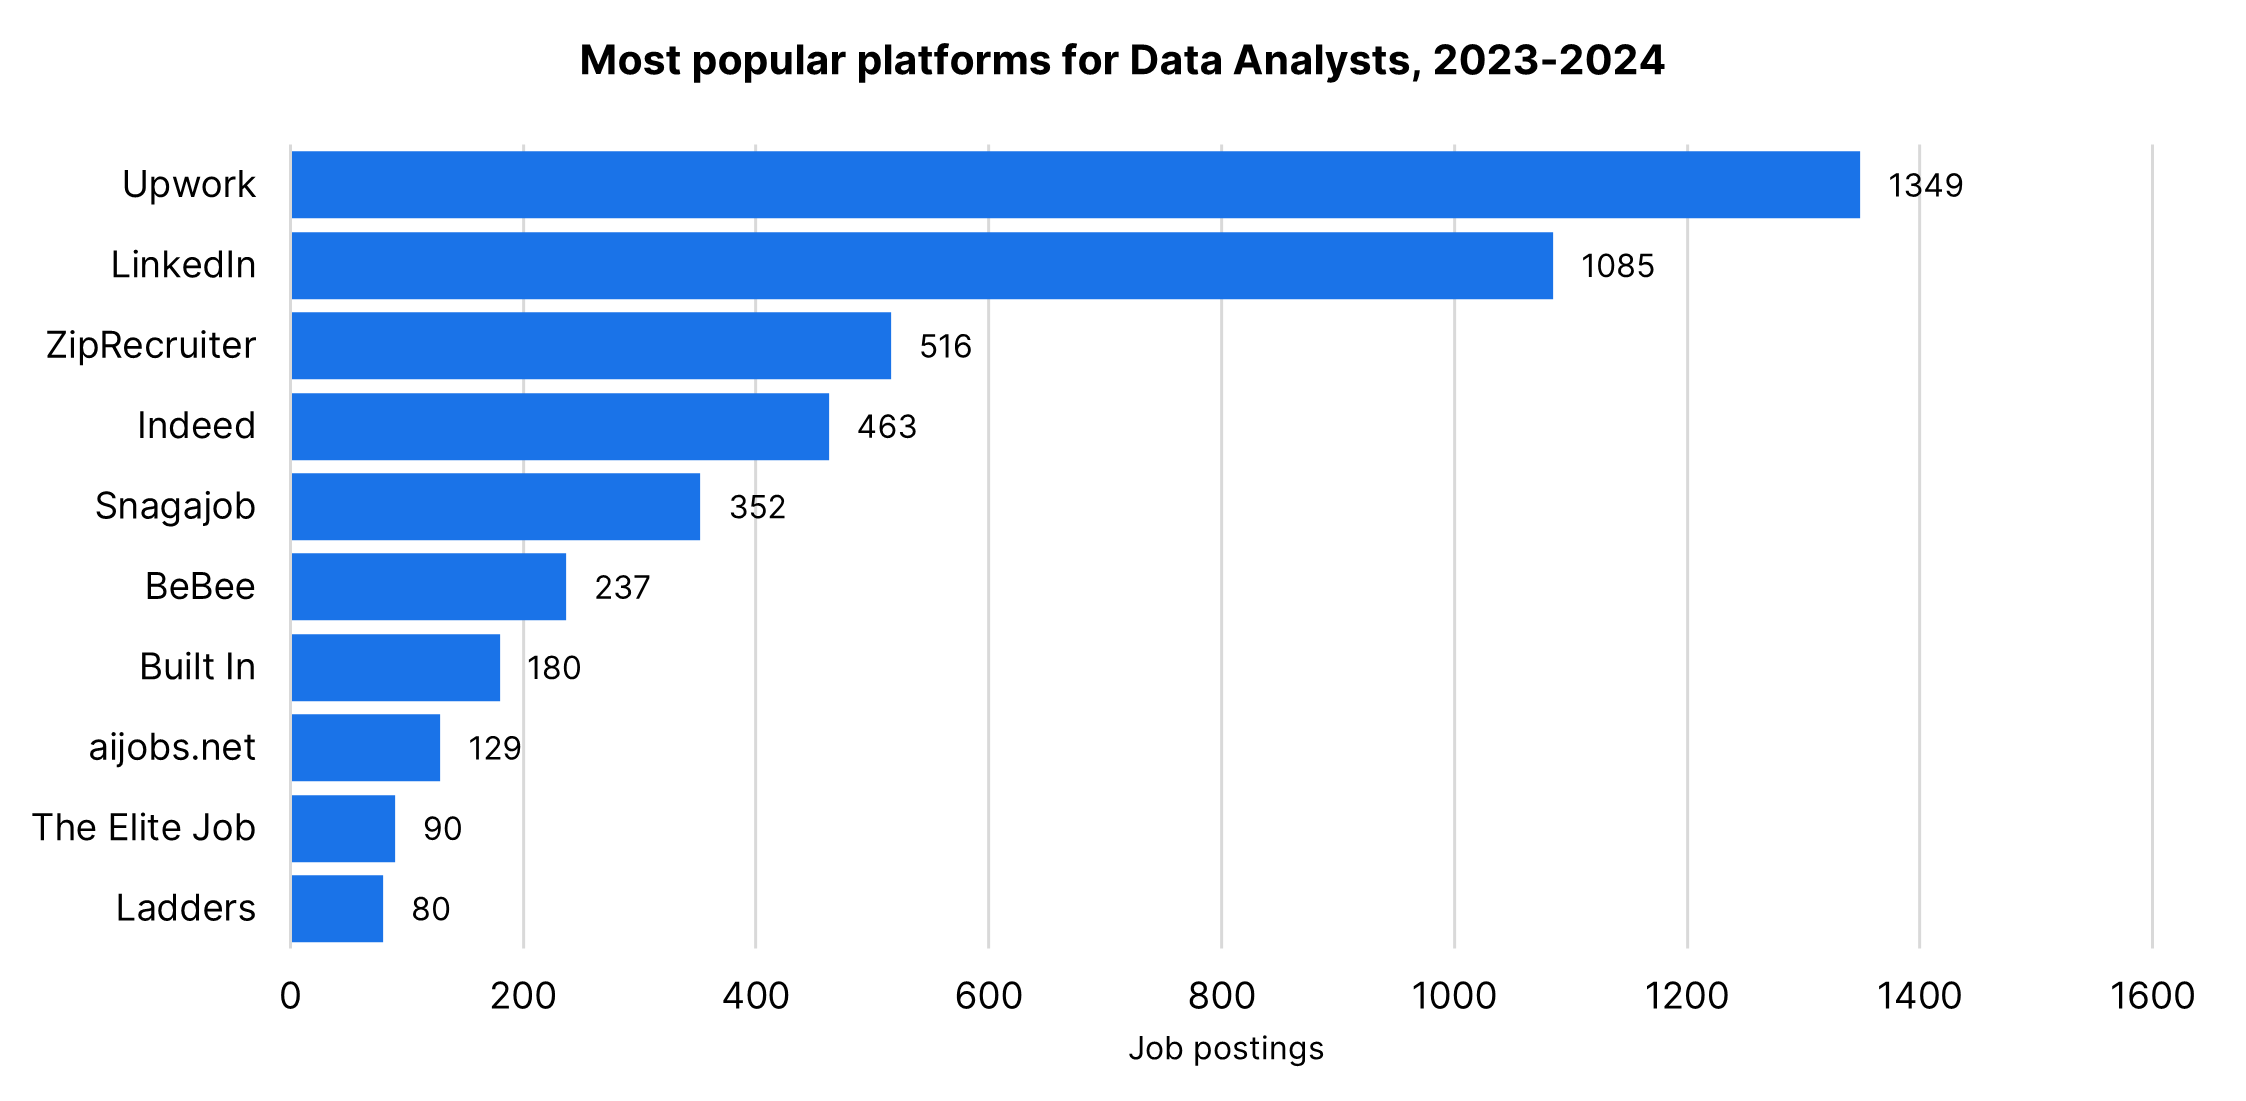 Most popular platforms for Data Analysts, 2023-2024
Upwork 1349
LinkedIn 1085
ZipRecruiter 516
Indeed 463
Snagajob 352
BeBee 237
Built In 180
aijobs.net 129
The Elite Job 90
Ladders 80
0 200 400 600 800 1000 1200 1400 1600
Job postings